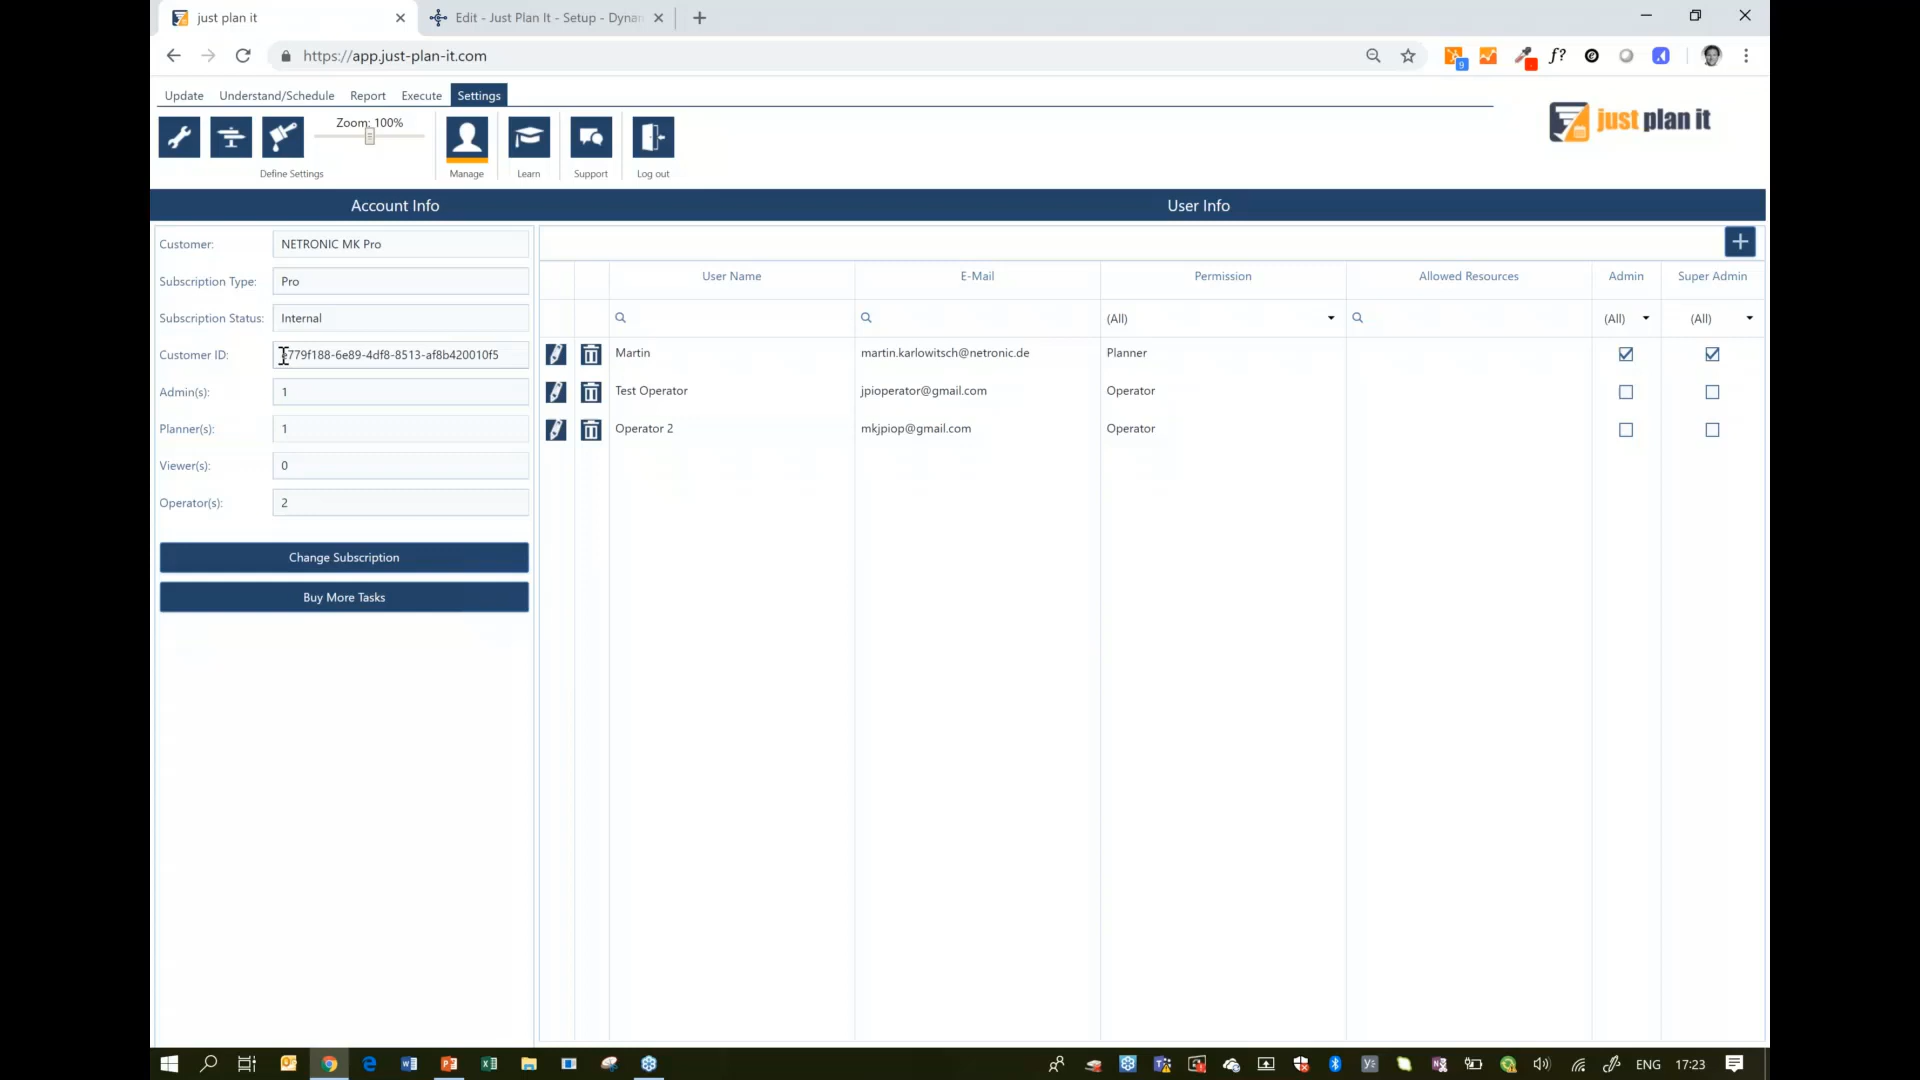 just plan it
Edit - Just Plan It - Setup - Dynam
https://app.just-plan-it.com
f?
9
Update Understand/Schedule Report Execute Settings
Zoom: 100%
just plan it
Define Settings Manage Learn Support Log out
Account Info User Info
Customer: NETRONIC MK Pro
Subscription Type: Pro
Subscription Status: Internal
Customer ID: e779f188-6e89-4df8-8513-af8b420010f5
Admin(s): 1
Planner(s): 1
Viewer(s): 0
Operator(s): 2
Change Subscription
Buy More Tasks
User Name E-Mail Permission Allowed Resources Admin Super Admin
(All) (All) (All)
Martin martin.karlowitsch@netronic.de Planner
Test Operator jpioperator@gmail.com Operator
Operator 2 mkjpiop@gmail.com Operator
ENG 17:23